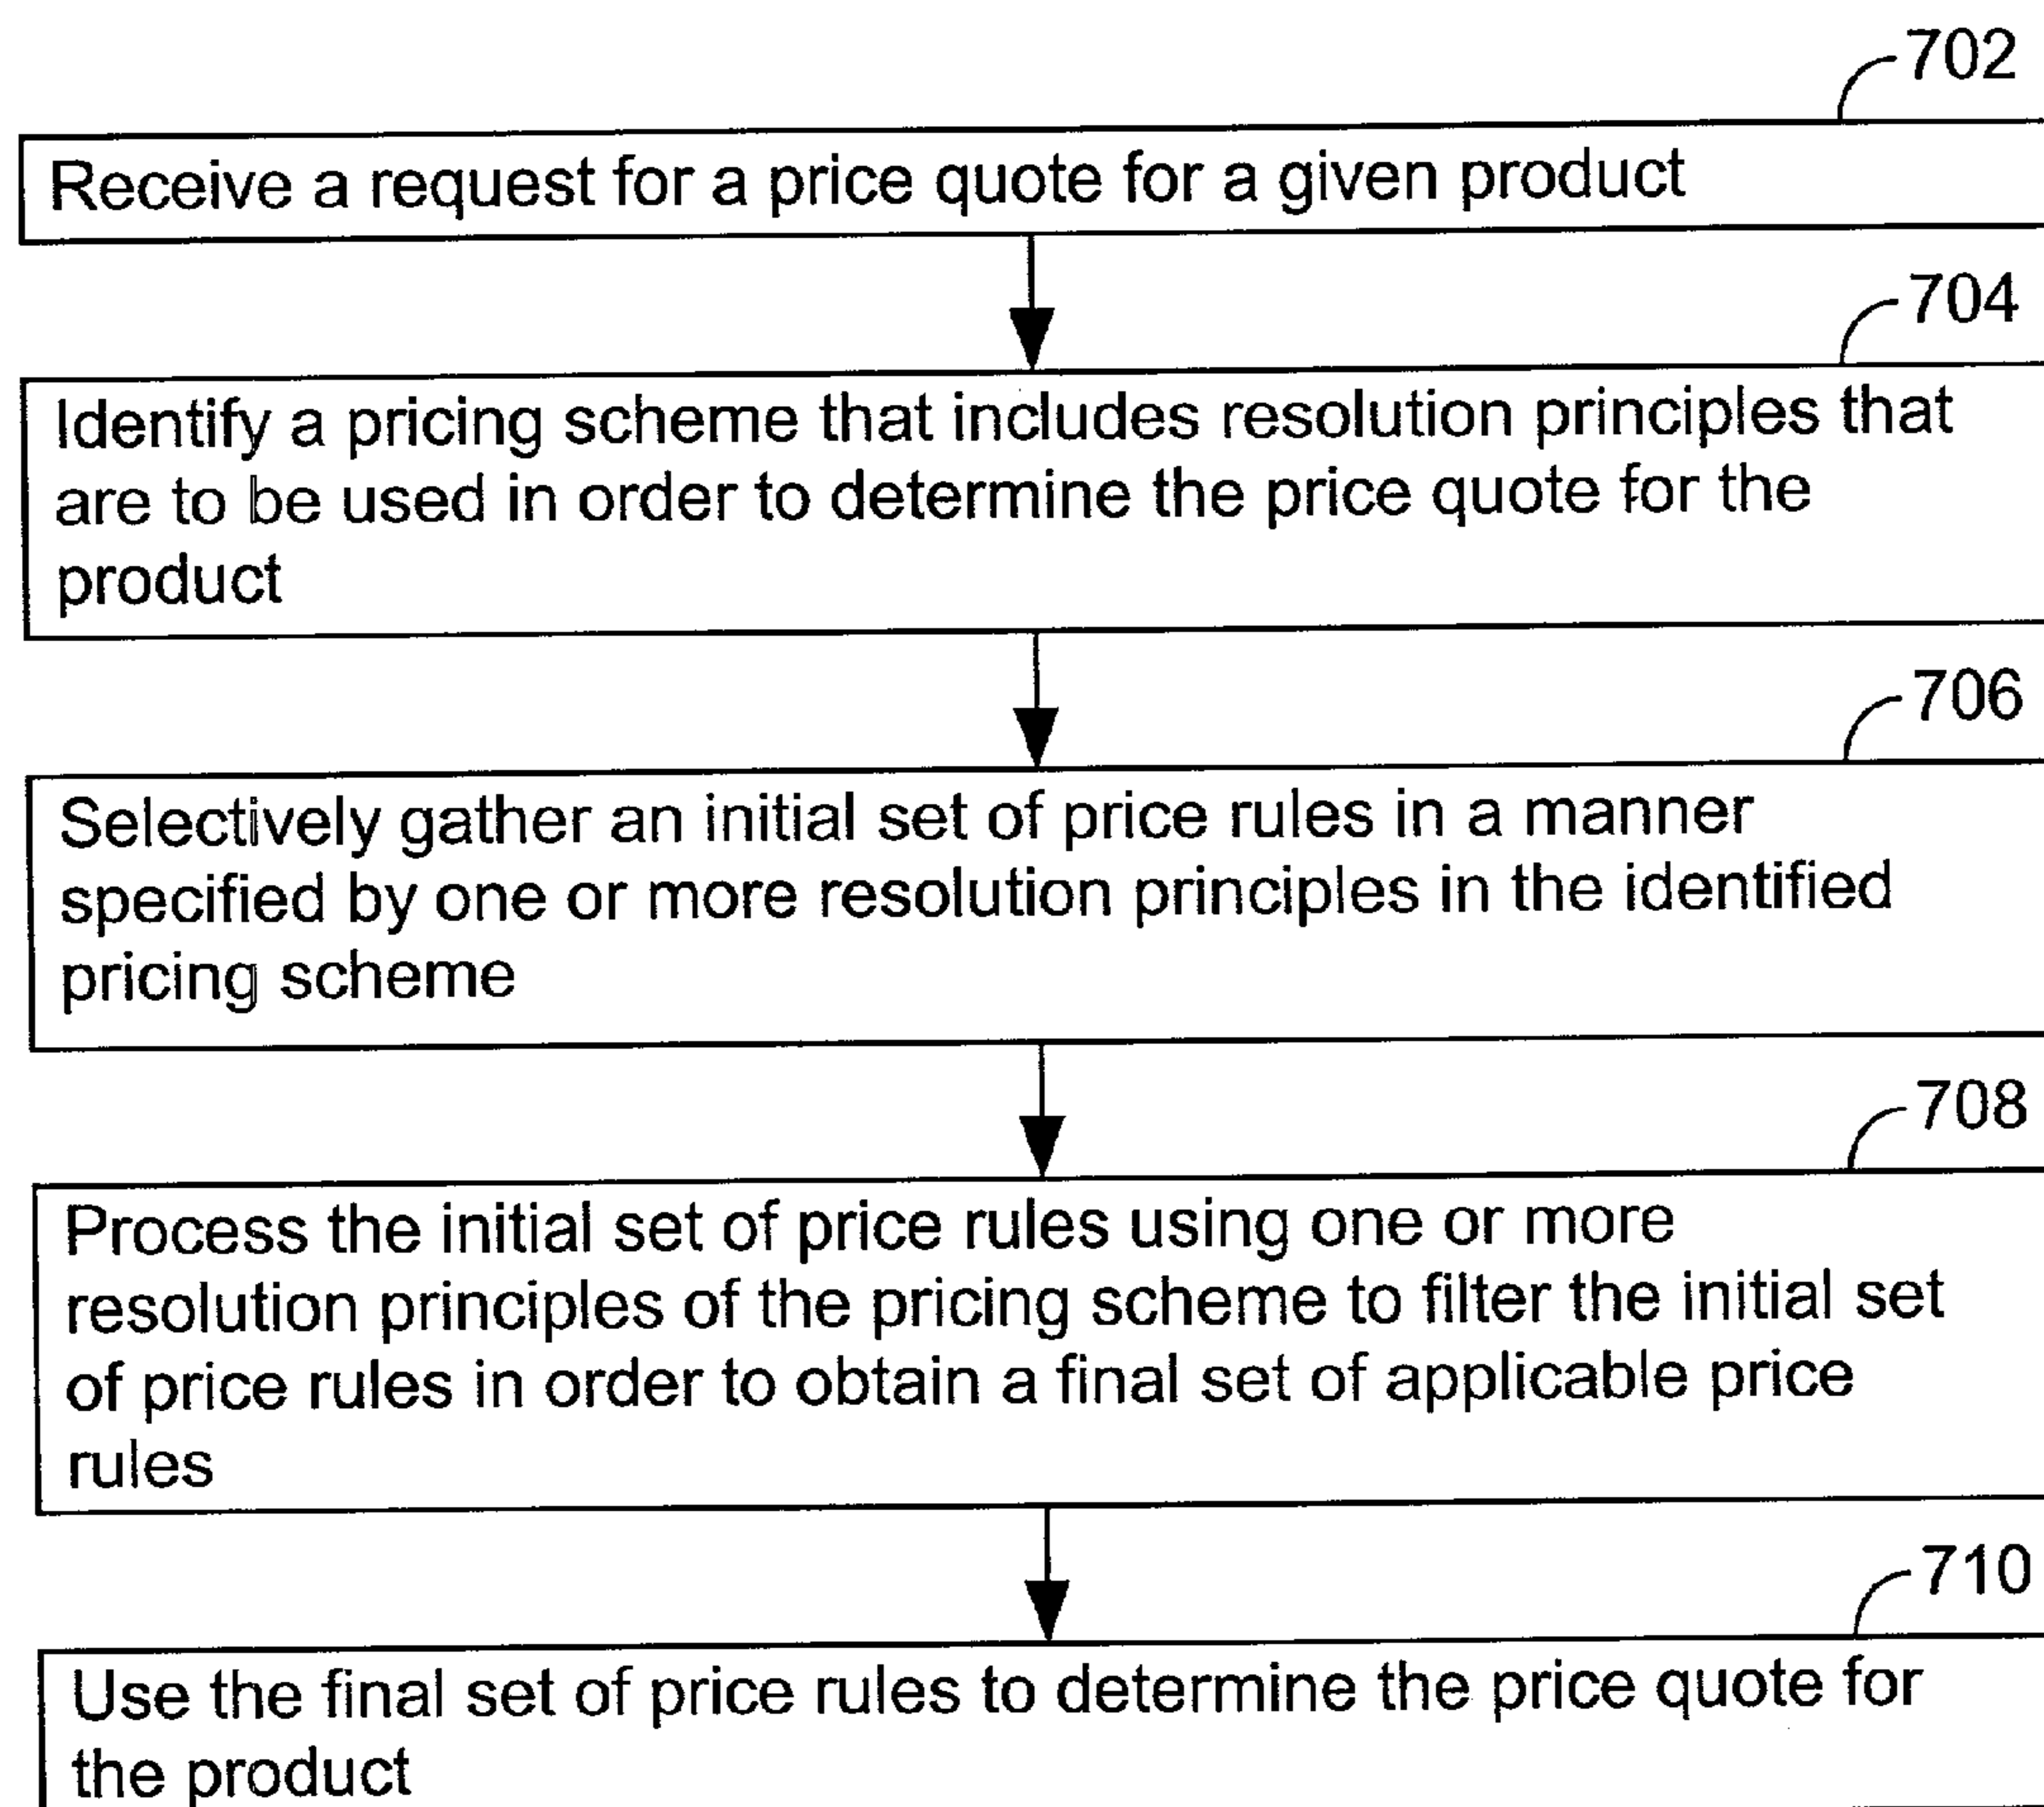 702
Receive a request for a price quote for a given product
704
Identify a pricing scheme that includes resolution principles that
are to be used in order to determine the price quote for the
product
706
Selectively gather an initial set of price rules in a manner
specified by one or more resolution principles in the identified
pricing scheme
708
Process the initial set of price rules using one or more
resolution principles of the pricing scheme to filter the initial set
of price rules in order to obtain a final set of applicable price
rules
710
Use the final set of price rules to determine the price quote for
the product